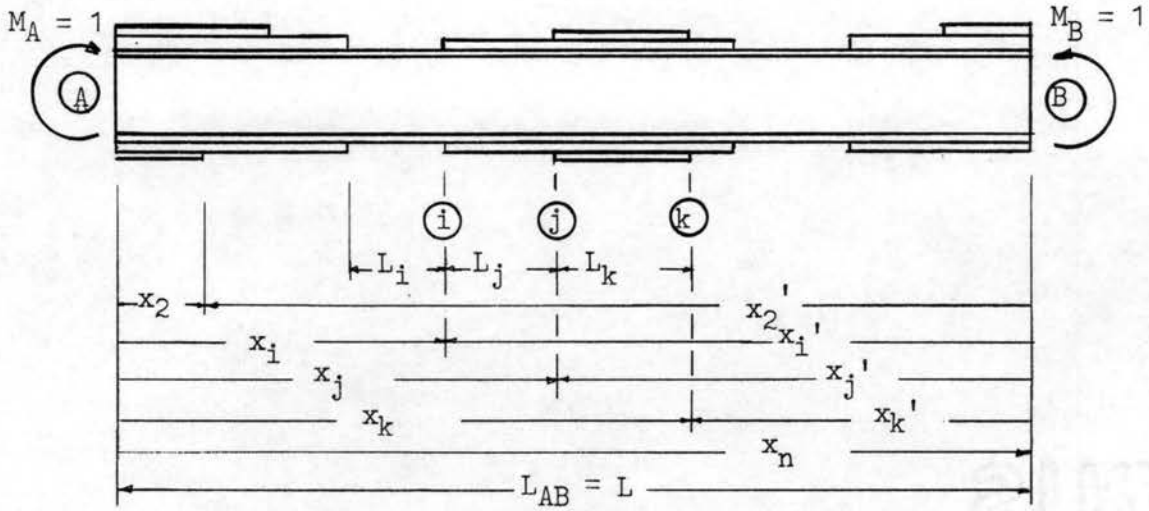 M_A = 1
M_B = 1
A
B
i
j
k
L_i
L_j
L_k
x_2
x_2'
x_i
x_i'
x_j
x_j'
x_k
x_k'
x_n
L_AB = L